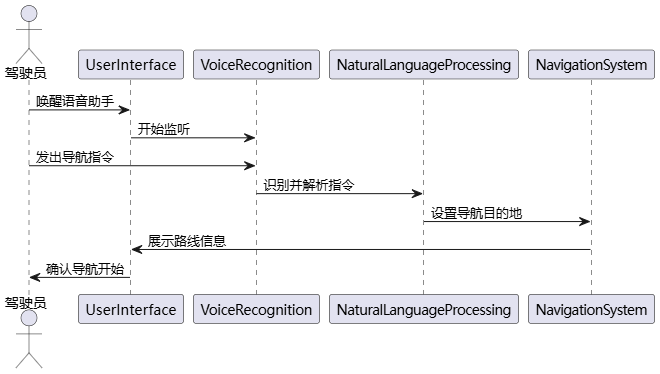 驾驶员
UserInterface
VoiceRecognition
NaturalLanguageProcessing
NavigationSystem
唤醒语音助手
开始监听
发出导航指令
识别并解析指令
设置导航目的地
展示路线信息
确认导航开始
驾驶员
UserInterface
VoiceRecognition
NaturalLanguageProcessing
NavigationSystem